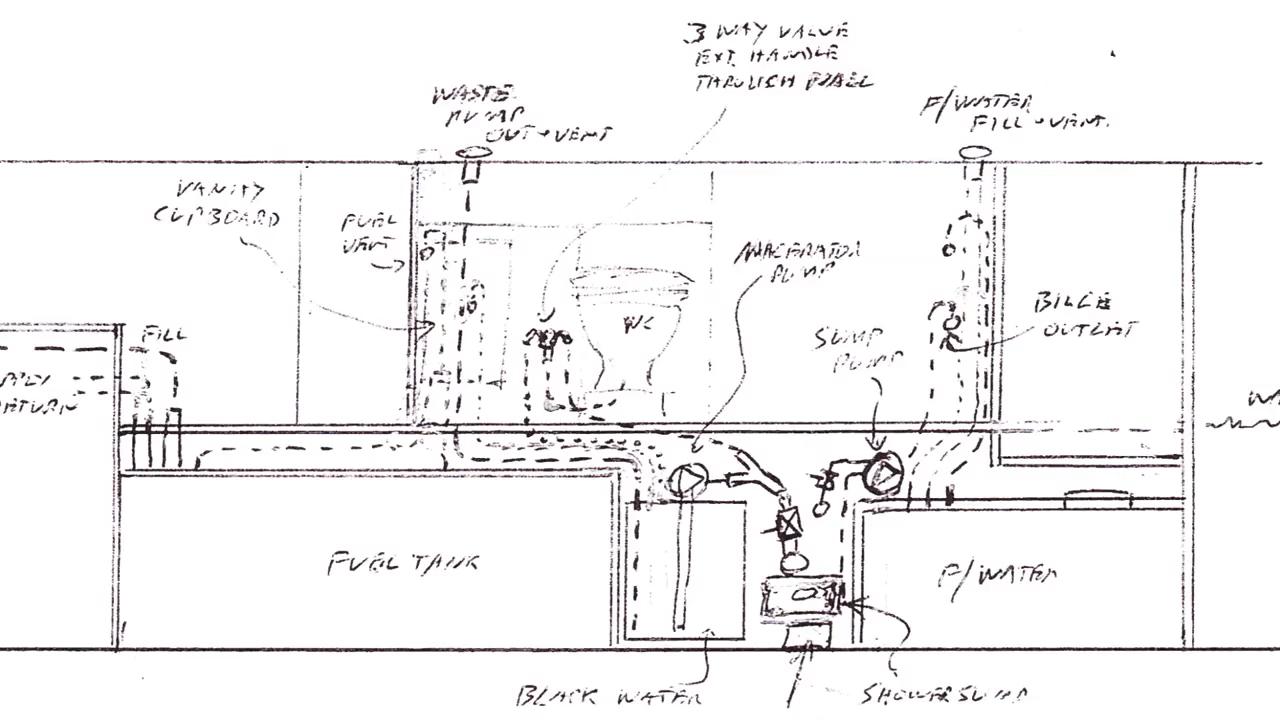 3 WAY VALVE
EXT. HANDLE
THROUGH PANEL
WASTE
PUMP
OUT + VENT
F/WATER
FILL + VENT.
VANITY
CUPBOARD
FUEL
VENT
MACERATOR
PUMP
WC
BILGE
OUTLET
SUMP
PUMP
FILL
RETURN
FUEL TANK
F/WATER
BLACK WATER
SHOWER SUMP